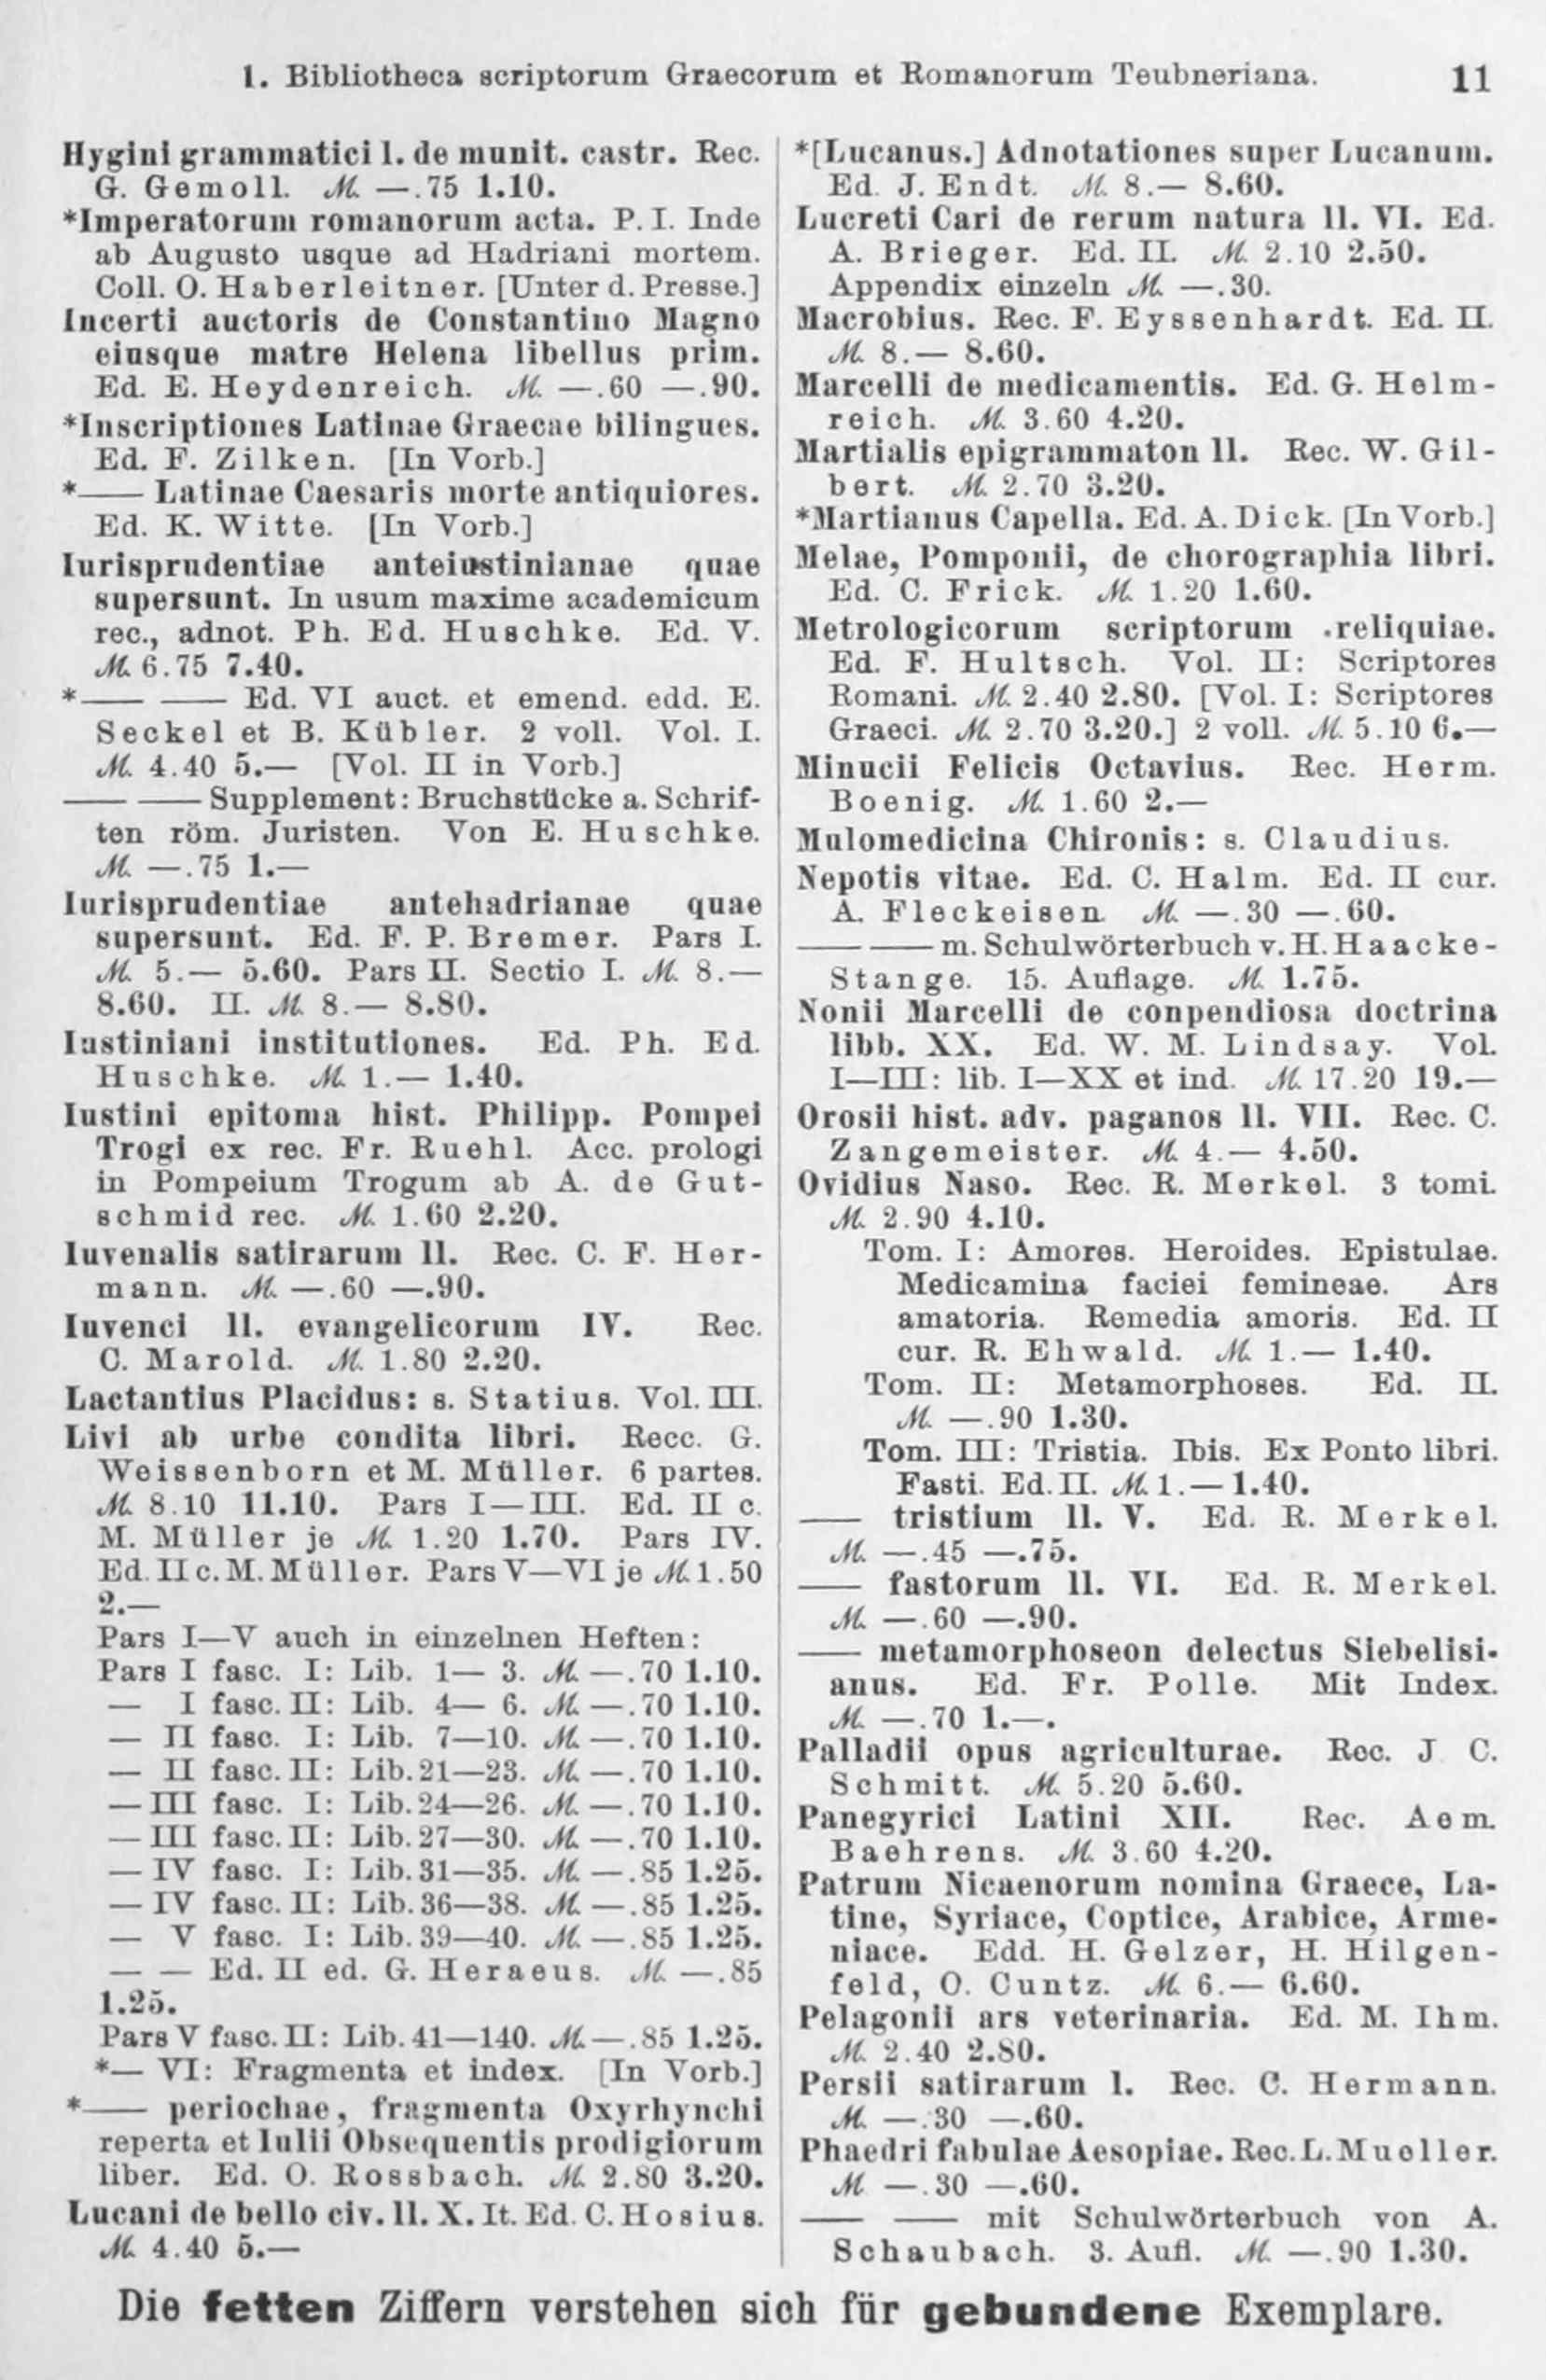 1. Bibliotheca scriptorum Graecorum et Romanorum Teubneriana. 11
Hygini grammatici l. de munit. castr. Rec.
G. Gemoll. ℳ. —.75 1.10.
*Imperatorum romanorum acta. P. I. Inde
ab Augusto usque ad Hadriani mortem.
Coll. O. Haberleitner. [Unter d. Presse.]
Incerti auctoris de Constantino Magno
eiusque matre Helena libellus prim.
Ed. E. Heydenreich. ℳ. —.60 —.90.
*Inscriptiones Latinae Graecae bilingues.
Ed. F. Zilken. [In Vorb.]
*—— Latinae Caesaris morte antiquiores.
Ed. K. Witte. [In Vorb.]
Iurisprudentiae anteiustinianae quae
supersunt. In usum maxime academicum
rec., adnot. Ph. Ed. Huschke. Ed. V.
ℳ. 6.75 7.40.
*—— —— Ed. VI auct. et emend. edd. E.
Seckel et B. Kübler. 2 voll. Vol. I.
ℳ. 4.40 5.— [Vol. II in Vorb.]
—— —— Supplement: Bruchstücke a. Schrif-
ten röm. Juristen. Von E. Huschke.
ℳ. —.75 1.—
Iurisprudentiae antehadrianae quae
supersunt. Ed. F. P. Bremer. Pars I.
ℳ. 5.— 5.60. Pars II. Sectio I. ℳ. 8.—
8.60. II. ℳ. 8.— 8.80.
Iustiniani institutiones. Ed. Ph. Ed.
Huschke. ℳ. 1.— 1.40.
Iustini epitoma hist. Philipp. Pompei
Trogi ex rec. Fr. Ruehl. Acc. prologi
in Pompeium Trogum ab A. de Gut-
schmid rec. ℳ. 1.60 2.20.
Iuvenalis satirarum ll. Rec. C. F. Her-
mann. ℳ. —.60 —.90.
Iuvenci ll. evangelicorum IV. Rec.
C. Marold. ℳ. 1.80 2.20.
Lactantius Placidus: s. Statius. Vol. III.
Livi ab urbe condita libri. Recc. G.
Weissenborn et M. Müller. 6 partes.
ℳ. 8.10 11.10. Pars I—III. Ed. II c.
M. Müller je ℳ. 1.20 1.70. Pars IV.
Ed. II c. M. Müller. Pars V—VI je ℳ. 1.50
2.—
Pars I—V auch in einzelnen Heften:
Pars I fasc. I: Lib. 1— 3. ℳ. —.70 1.10.
— I fasc. II: Lib. 4— 6. ℳ. —.70 1.10.
— II fasc. I: Lib. 7—10. ℳ. —.70 1.10.
— II fasc. II: Lib. 21—23. ℳ. —.70 1.10.
— III fasc. I: Lib. 24—26. ℳ. —.70 1.10.
— III fasc. II: Lib. 27—30. ℳ. —.70 1.10.
— IV fasc. I: Lib. 31—35. ℳ. —.85 1.25.
— IV fasc. II: Lib. 36—38. ℳ. —.85 1.25.
— V fasc. I: Lib. 39—40. ℳ. —.85 1.25.
— — Ed. II ed. G. Heraeus. ℳ. —.85
1.25.
Pars V fasc. II: Lib. 41—140. ℳ. —.85 1.25.
*— VI: Fragmenta et index. [In Vorb.]
*—— periochae, fragmenta Oxyrhynchi
reperta et Iulii Obsequentis prodigiorum
liber. Ed. O. Rossbach. ℳ. 2.80 3.20.
Lucani de bello civ. ll. X. It. Ed. C. Hosius.
ℳ. 4.40 5.—
*[Lucanus.] Adnotationes super Lucanum.
Ed. J. Endt. ℳ. 8.— 8.60.
Lucreti Cari de rerum natura ll. VI. Ed.
A. Brieger. Ed. II. ℳ. 2.10 2.50.
Appendix einzeln ℳ. —.30.
Macrobius. Rec. F. Eyssenhardt. Ed. II.
ℳ. 8.— 8.60.
Marcelli de medicamentis. Ed. G. Helm-
reich. ℳ. 3.60 4.20.
Martialis epigrammaton ll. Rec. W. Gil-
bert. ℳ. 2.70 3.20.
*Martianus Capella. Ed. A. Dick. [In Vorb.]
Melae, Pomponii, de chorographia libri.
Ed. C. Frick. ℳ. 1.20 1.60.
Metrologicorum scriptorum reliquiae.
Ed. F. Hultsch. Vol. II: Scriptores
Romani. ℳ. 2.40 2.80. [Vol. I: Scriptores
Graeci. ℳ. 2.70 3.20.] 2 voll. ℳ. 5.10 6.—
Minucii Felicis Octavius. Rec. Herm.
Boenig. ℳ. 1.60 2.—
Mulomedicina Chironis: s. Claudius.
Nepotis vitae. Ed. C. Halm. Ed. II cur.
A. Fleckeisen. ℳ. —.30 —.60.
—— —— m. Schulwörterbuch v. H. Haacke-
Stange. 15. Auflage. ℳ. 1.75.
Nonii Marcelli de conpendiosa doctrina
libb. XX. Ed. W. M. Lindsay. Vol.
I—III: lib. I—XX et ind. ℳ. 17.20 19.—
Orosii hist. adv. paganos ll. VII. Rec. C.
Zangemeister. ℳ. 4.— 4.50.
Ovidius Naso. Rec. R. Merkel. 3 tomi.
ℳ. 2.90 4.10.
Tom. I: Amores. Heroides. Epistulae.
Medicamina faciei femineae. Ars
amatoria. Remedia amoris. Ed. II
cur. R. Ehwald. ℳ. 1.— 1.40.
Tom. II: Metamorphoses. Ed. II.
ℳ. —.90 1.30.
Tom. III: Tristia. Ibis. Ex Ponto libri.
Fasti. Ed. II. ℳ. 1.— 1.40.
—— tristium ll. V. Ed. R. Merkel.
ℳ. —.45 —.75.
—— fastorum ll. VI. Ed. R. Merkel.
ℳ. —.60 —.90.
—— metamorphoseon delectus Siebelisi-
anus. Ed. Fr. Polle. Mit Index.
ℳ. —.70 1.—.
Palladii opus agriculturae. Rec. J C.
Schmitt. ℳ. 5.20 5.60.
Panegyrici Latini XII. Rec. Aem.
Baehrens. ℳ. 3.60 4.20.
Patrum Nicaenorum nomina Graece, La-
tine, Syriace, Coptice, Arabice, Arme-
niace. Edd. H. Gelzer, H. Hilgen-
feld, O. Cuntz. ℳ. 6.— 6.60.
Pelagonii ars veterinaria. Ed. M. Ihm.
ℳ. 2.40 2.80.
Persii satirarum l. Rec. C. Hermann.
ℳ. —.30 —.60.
Phaedri fabulae Aesopiae. Rec. L. Mueller.
ℳ —.30 —.60.
—— —— mit Schulwörterbuch von A.
Schaubach. 3. Aufl. ℳ. —.90 1.30.
Die fetten Ziffern verstehen sich für gebundene Exemplare.